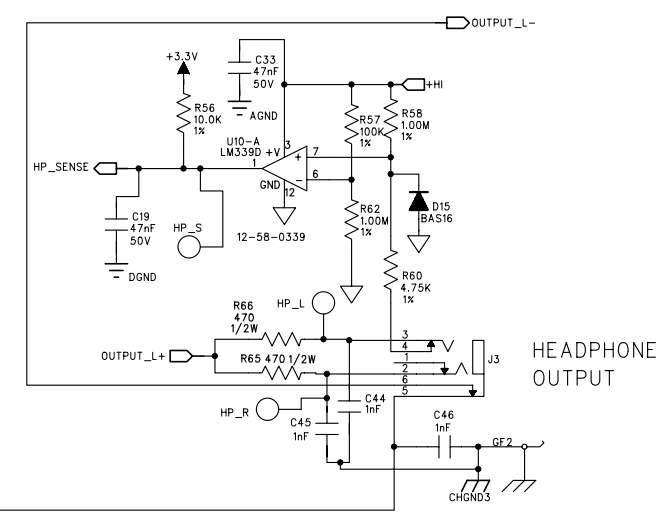 OUTPUT_L-
+3.3V
C33
47nF
50V
AGND
+HI
R56
10.0K
1%
R57
100K
1%
R58
1.00M
1%
U10-A
LM339D
+V
3
HP_SENSE
1
+
7
-
6
GND
12
12-58-0339
C19
47nF
50V
DGND
HP_S
R62
1.00M
1%
D15
BAS16
R60
4.75K
1%
R66
470
1/2W
HP_L
OUTPUT_L+
R65 470 1/2W
3
4
1
2
6
5
J3
HEADPHONE
OUTPUT
HP_R
C44
1nF
C45
1nF
C46
1nF
GF2
CHGND3